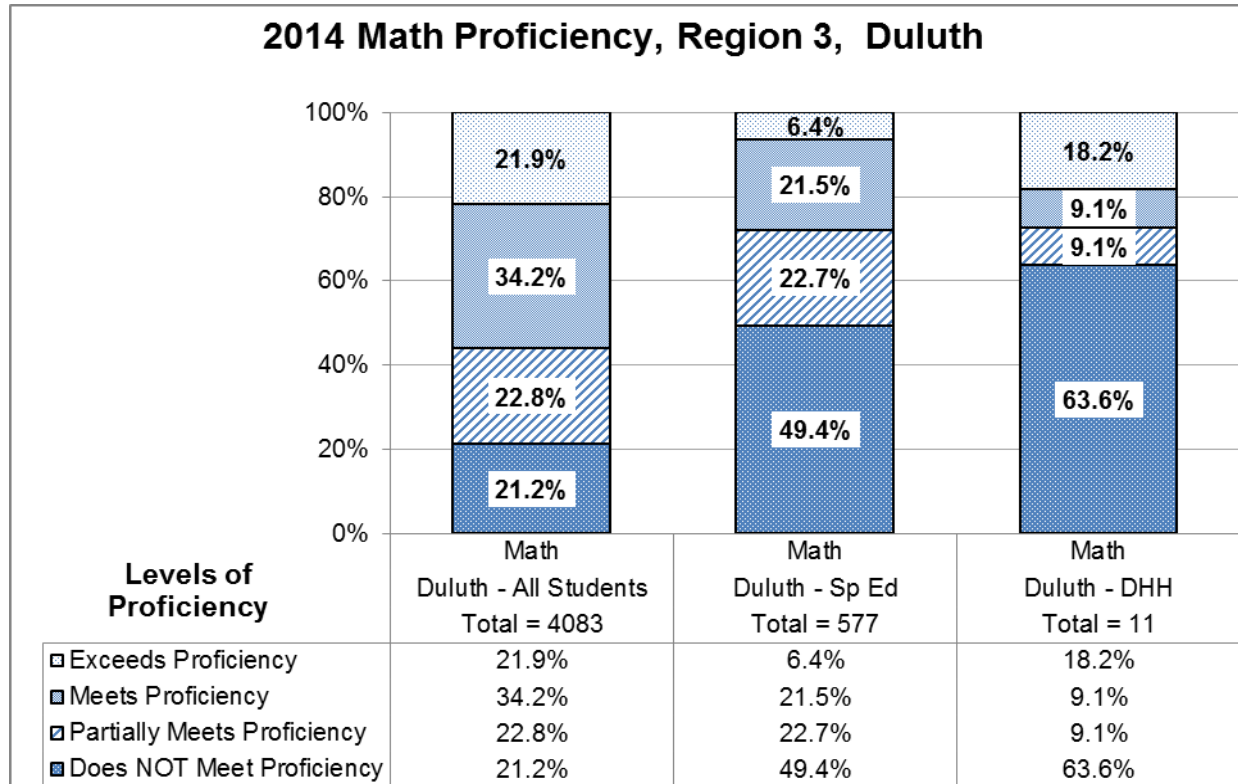 2014 Math Proficiency, Region 3, Duluth
100%
80%
60%
40%
20%
0%
21.9%
34.2%
22.8%
21.2%
6.4%
21.5%
22.7%
49.4%
18.2%
9.1%
9.1%
63.6%
Levels of
Proficiency
Math
Duluth - All Students
Total = 4083
Math
Duluth - Sp Ed
Total = 577
Math
Duluth - DHH
Total = 11
Exceeds Proficiency 21.9% 6.4% 18.2%
Meets Proficiency 34.2% 21.5% 9.1%
Partially Meets Proficiency 22.8% 22.7% 9.1%
Does NOT Meet Proficiency 21.2% 49.4% 63.6%